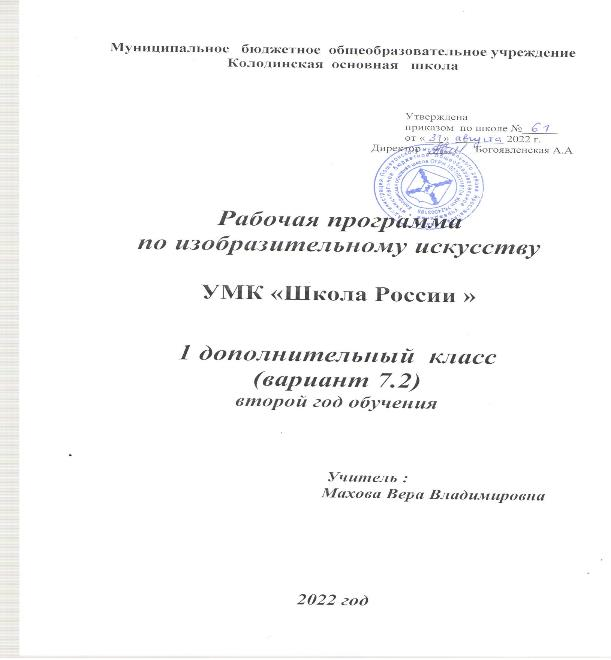 Муниципальное бюджетное общеобразовательное учреждение
Колодинская основная школа
Утверждена
приказом по школе № 61
от « 31» августа 2022 г.
Директор Богоявленская А.А
Рабочая программа
по изобразительному искусству
УМК «Школа России »
1 дополнительный класс
(вариант 7.2)
второй год обучения
Учитель :
Махова Вера Владимировна
2022 год